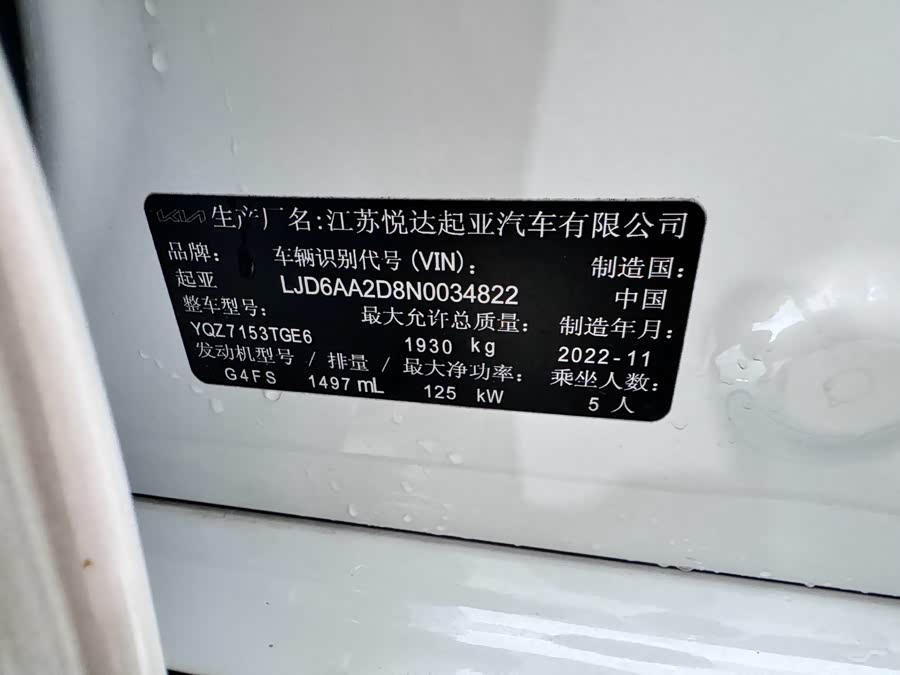 KIA 生产厂名:江苏悦达起亚汽车有限公司
品牌: 车辆识别代号(VIN): 制造国:
起亚 LJD6AA2D8N0034822 中国
整车型号: 最大允许总质量: 制造年月:
YQZ7153TGE6 1930 kg 2022-11
发动机型号 / 排量 / 最大净功率: 乘坐人数:
G4FS 1497 mL 125 kW 5 人